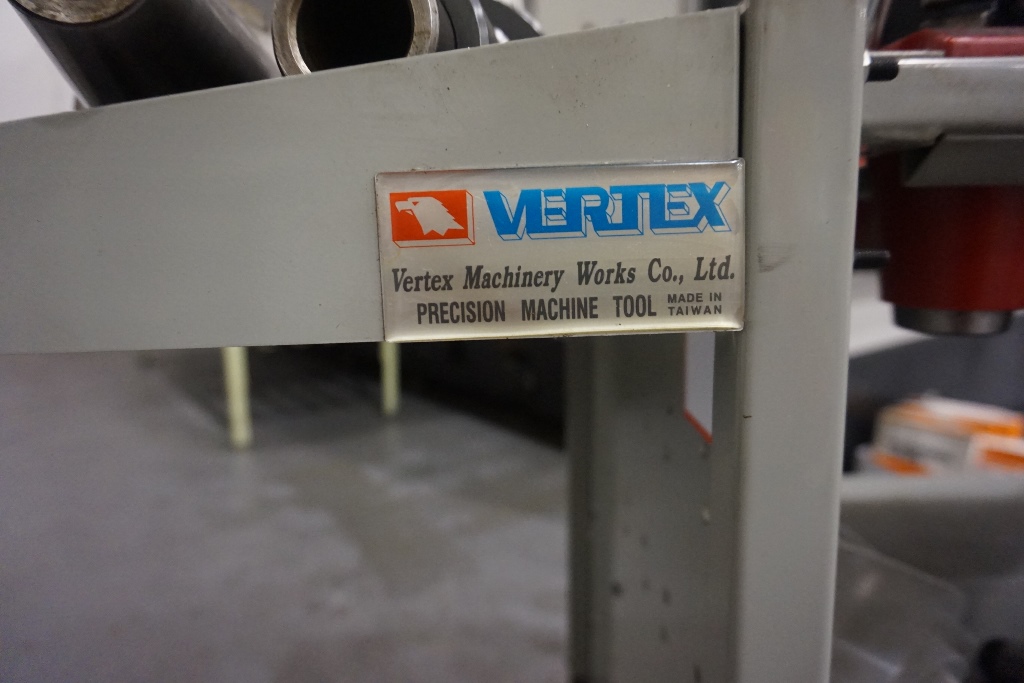 VERTEX
Vertex Machinery Works Co., Ltd.
PRECISION MACHINE TOOL MADE IN
TAIWAN